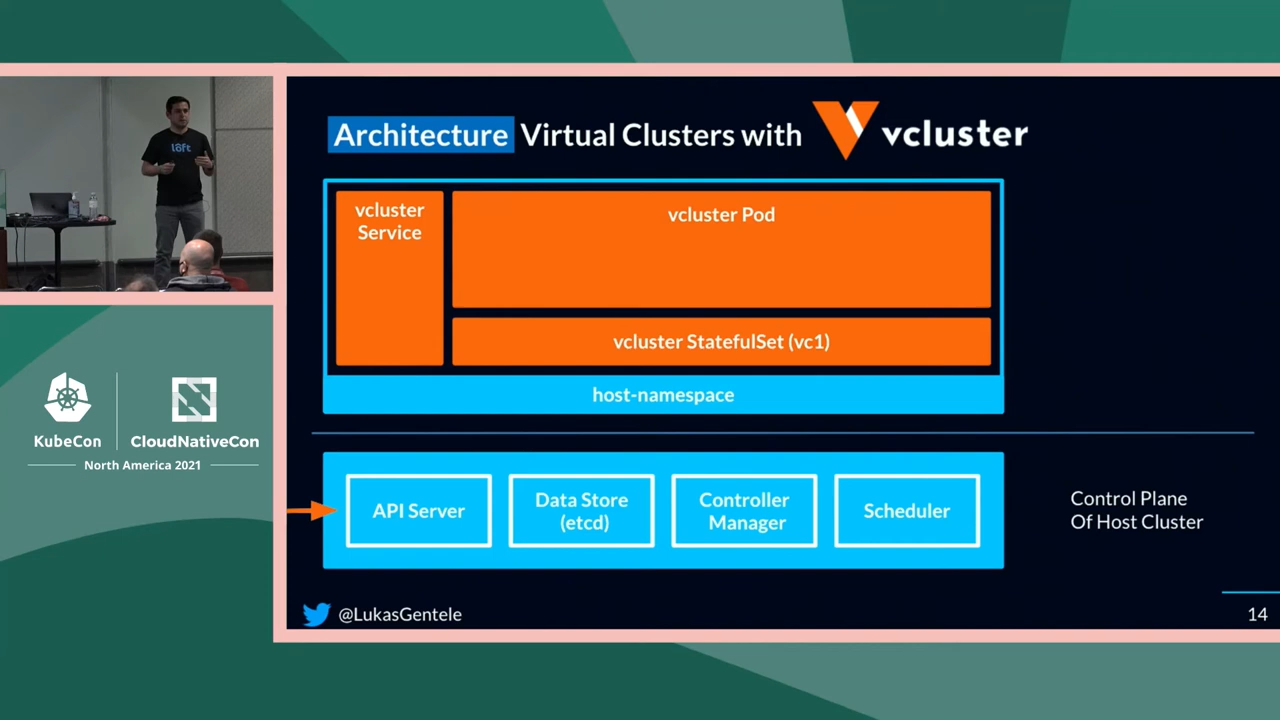 Architecture Virtual Clusters with vcluster
vcluster
Service
vcluster Pod
vcluster StatefulSet (vc1)
host-namespace
API Server
Data Store
(etcd)
Controller
Manager
Scheduler
Control Plane
Of Host Cluster
@LukasGentele
14
löft
KubeCon
CloudNativeCon
North America 2021